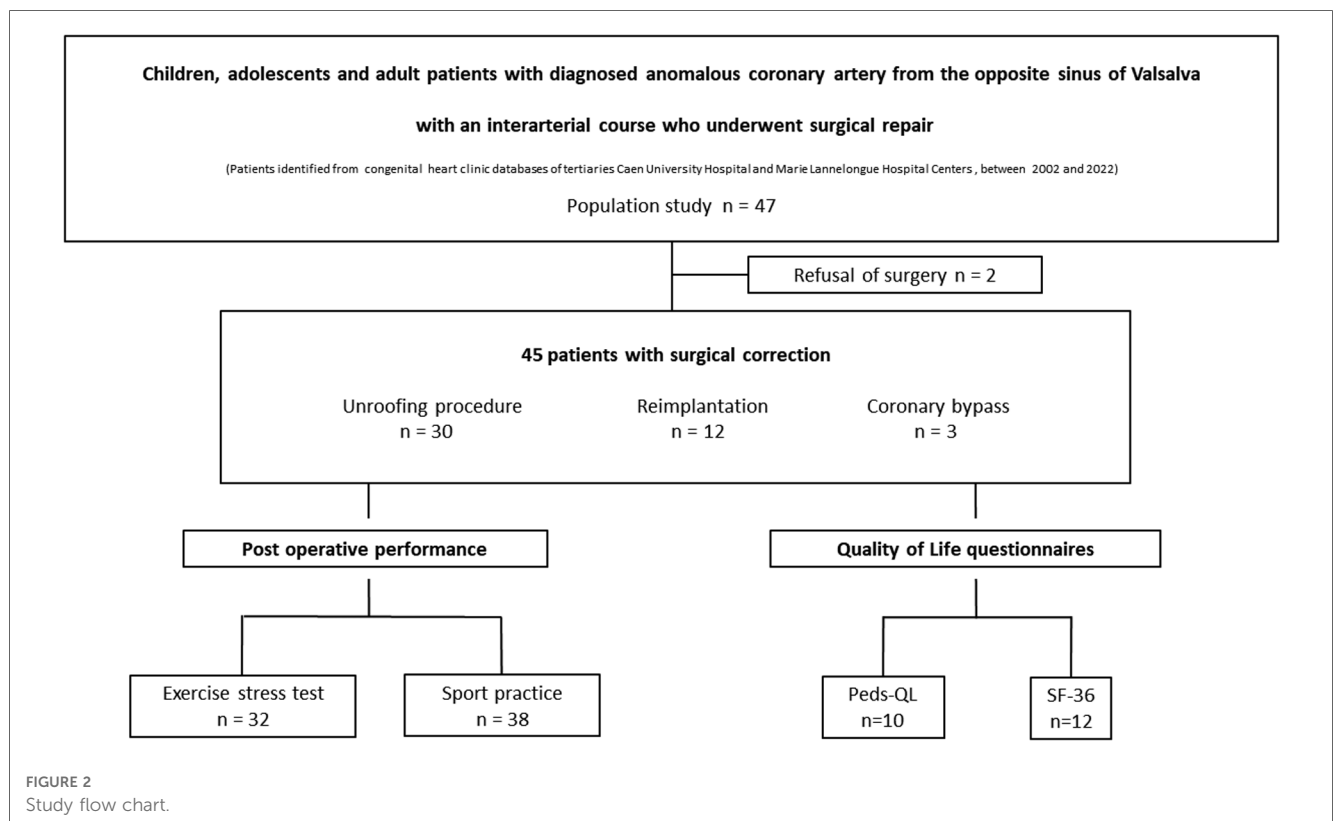 Children, adolescents and adult patients with diagnosed anomalous coronary artery from the opposite sinus of Valsalva
with an interarterial course who underwent surgical repair
(Patients identified from congenital heart clinic databases of tertiaries Caen University Hospital and Marie Lannelongue Hospital Centers , between 2002 and 2022)
Population study n = 47
Refusal of surgery n = 2
45 patients with surgical correction
Unroofing procedure
n = 30
Reimplantation
n = 12
Coronary bypass
n = 3
Post operative performance
Quality of Life questionnaires
Exercise stress test
n = 32
Sport practice
n = 38
Peds-QL
n=10
SF-36
n=12
FIGURE 2
Study flow chart.